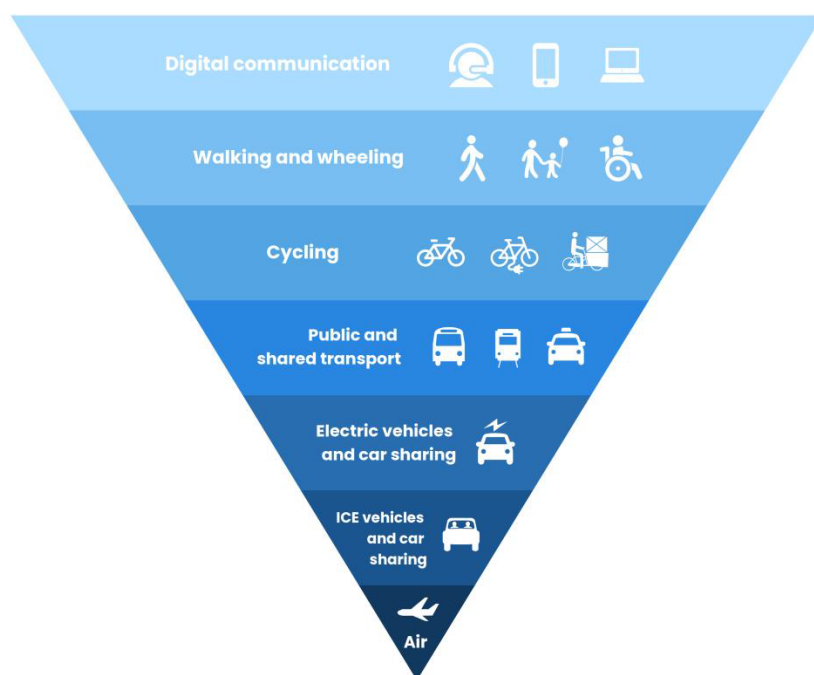 Digital communication
Walking and wheeling
Cycling
Public and
shared transport
Electric vehicles
and car sharing
ICE vehicles
and car
sharing
Air